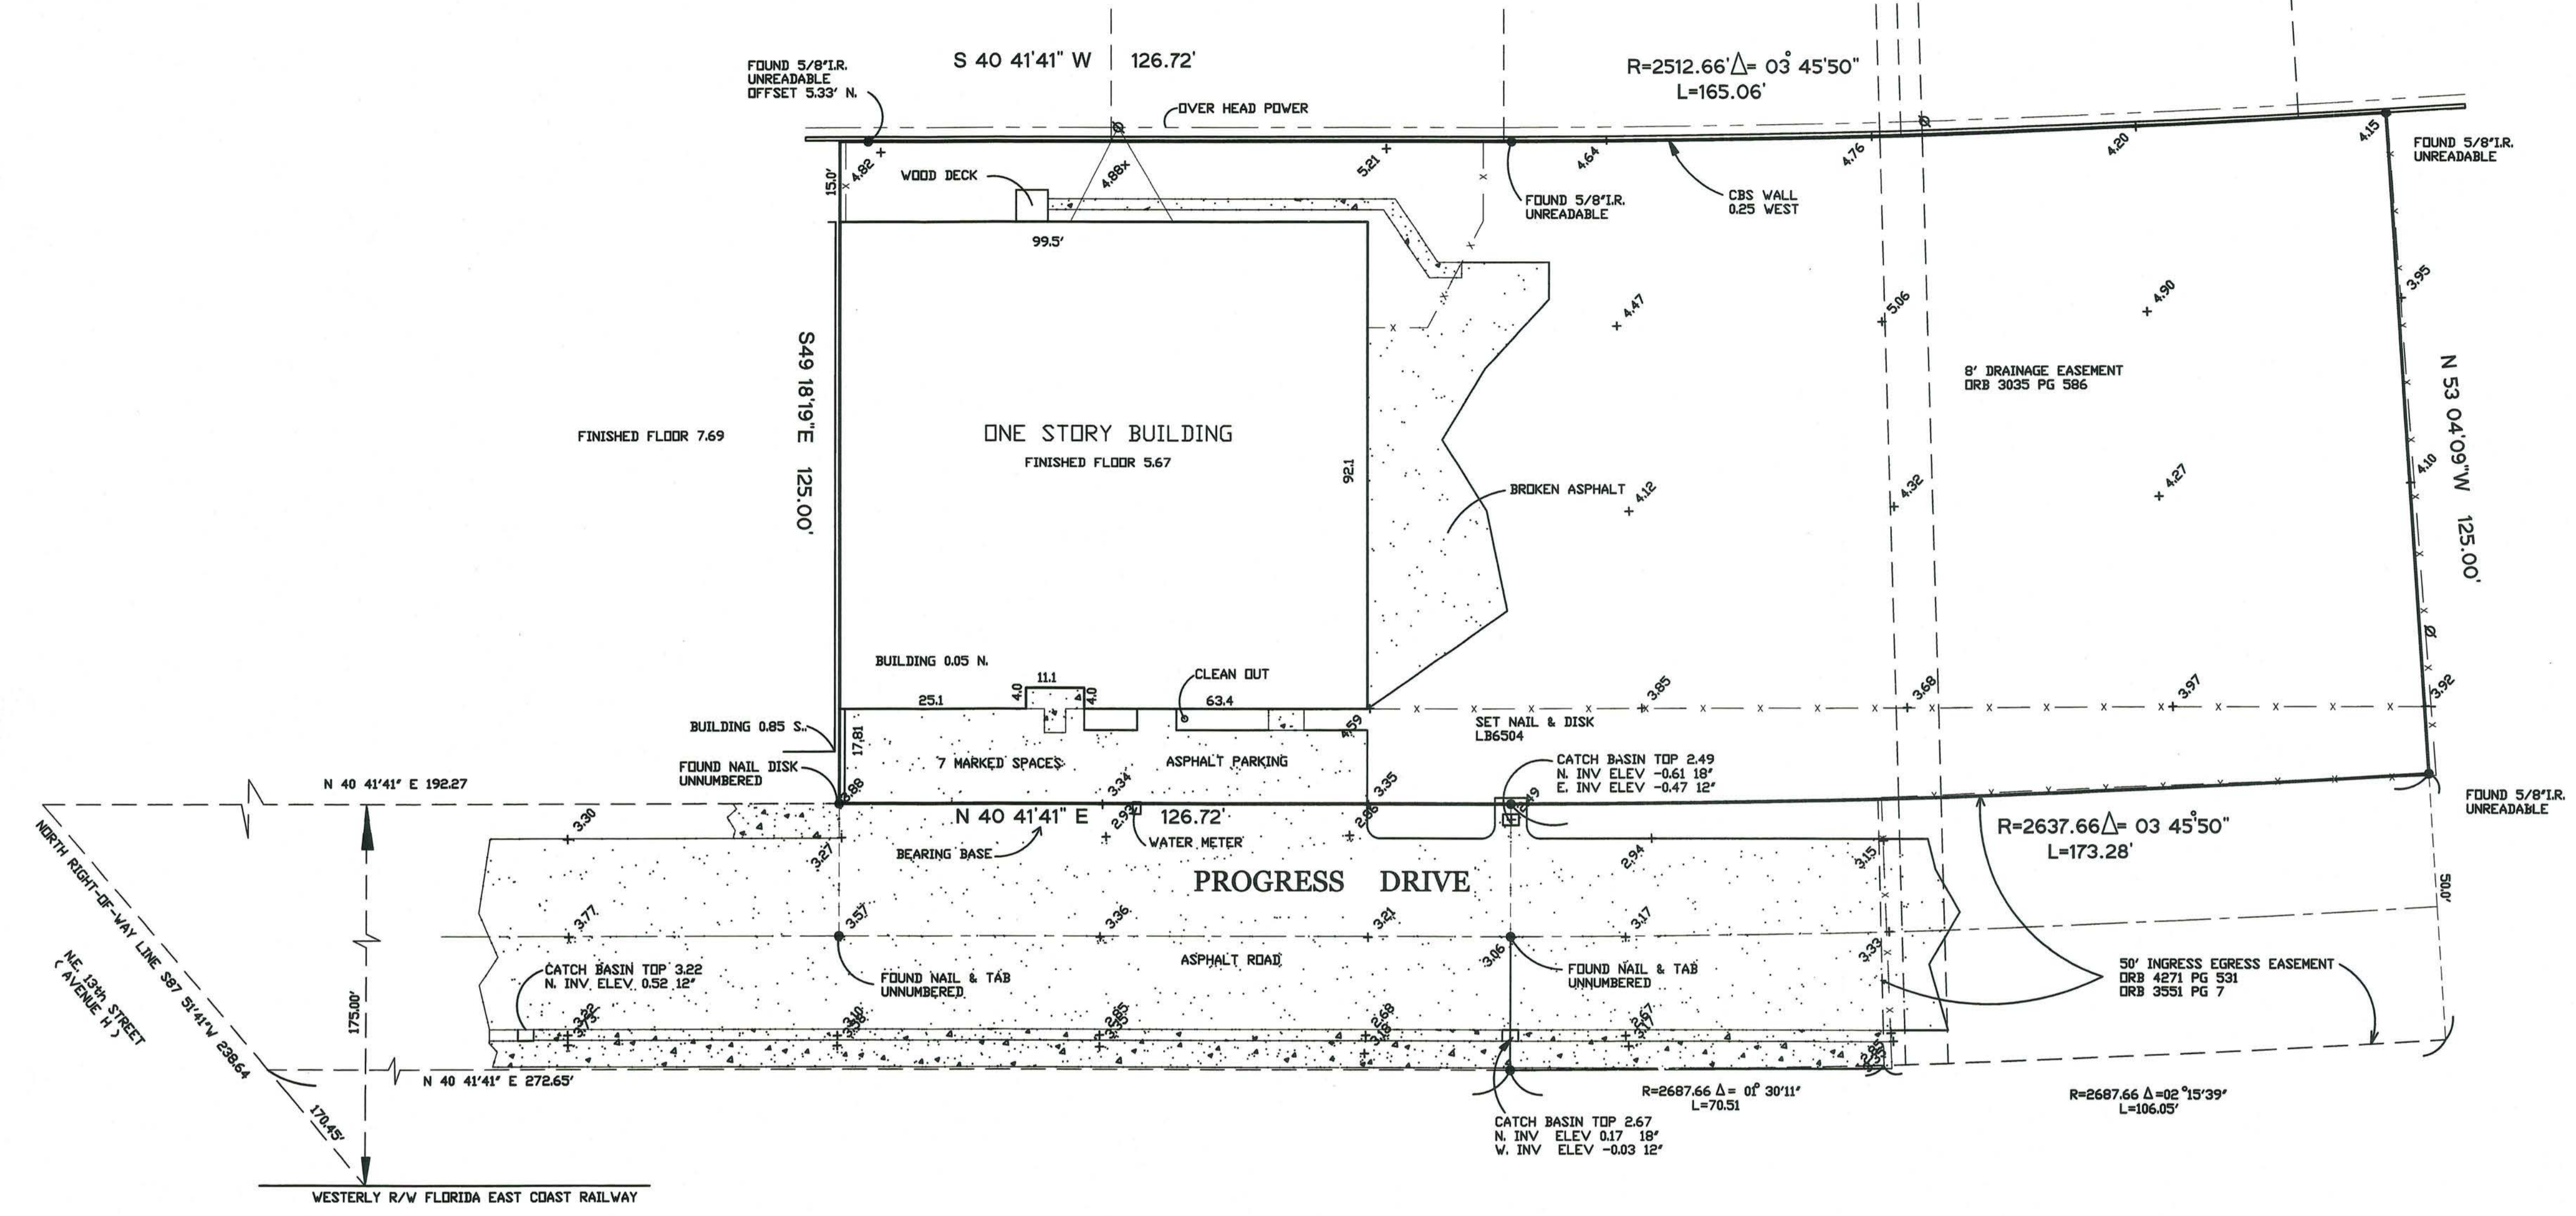 FOUND 5/8"I.R.
UNREADABLE
OFFSET 5.33' N.
S 40 41'41" W 126.72'
OVER HEAD POWER
R=2512.66'Δ= 03° 45'50"
L=165.06'
FOUND 5/8"I.R.
UNREADABLE
15.0'
4.82
WOOD DECK
4.88x
5.21
4.64
4.76
4.20
4.15
FOUND 5/8"I.R.
UNREADABLE
CBS WALL
0.25 WEST
99.5'
3.95
4.47
5.06
4.90
S49 18'19"E 125.00'
FINISHED FLOOR 7.69
ONE STORY BUILDING
FINISHED FLOOR 5.67
92.1
BROKEN ASPHALT
4.12
4.32
4.27
4.10
8' DRAINAGE EASEMENT
ORB 3035 PG 586
N 53 04'09"W 125.00'
BUILDING 0.05 N.
11.1
4.0
4.0
CLEAN OUT
25.1
63.4
3.85
3.68
3.97
3.92
BUILDING 0.85 S.
17.81
4.59
SET NAIL & DISK
LB6504
7 MARKED SPACES
ASPHALT PARKING
FOUND NAIL DISK
UNNUMBERED
CATCH BASIN TOP 2.49
N. INV ELEV -0.61 18"
E. INV ELEV -0.47 12"
N 40 41'41" E 192.27
3.88
3.34
3.35
2.49
FOUND 5/8"I.R.
UNREADABLE
3.30
N 40 41'41" E 126.72'
2.93
2.86
R=2637.66Δ= 03 45°50"
L=173.28'
WATER METER
BEARING BASE
3.27
2.94
3.15
PROGRESS DRIVE
50.0'
NORTH RIGHT-OF-WAY LINE S87 51'41"W 238.64
N.E. 13th STREET
( AVENUE H )
3.77
3.57
3.36
3.21
3.17
3.06
3.33
ASPHALT ROAD
CATCH BASIN TOP 3.22
N. INV. ELEV. 0.52 12"
FOUND NAIL & TAB
UNNUMBERED
FOUND NAIL & TAB
UNNUMBERED
50' INGRESS EGRESS EASEMENT
ORB 4271 PG 531
ORB 3551 PG 7
175.00'
2.85
2.68
3.18
2.67
3.17
N 40 41'41" E 272.65'
170.45'
R=2687.66 Δ= 01° 30'11"
L=70.51
R=2687.66 Δ=02 °15'39"
L=106.05'
CATCH BASIN TOP 2.67
N. INV ELEV 0.17 18"
W. INV ELEV -0.03 12"
WESTERLY R/W FLORIDA EAST COAST RAILWAY